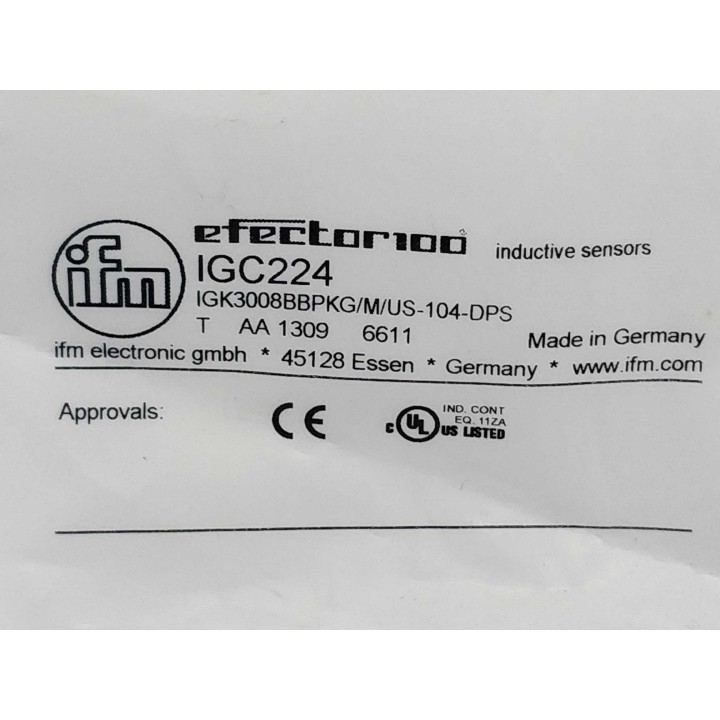 ifm
efector100® inductive sensors
IGC224
IGK3008BBPKG/M/US-104-DPS
T AA 1309 6611 Made in Germany
ifm electronic gmbh * 45128 Essen * Germany * www.ifm.com
Approvals:
CE
C UL US LISTED
IND. CONT
EQ. 11ZA